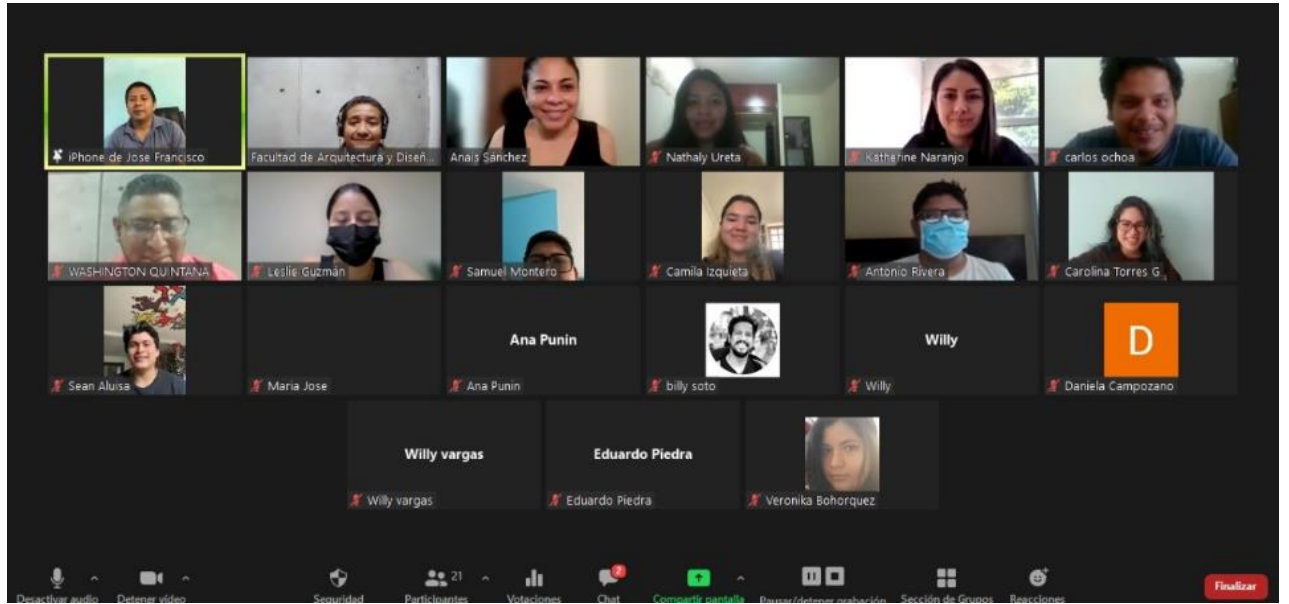 iPhone de Jose Francisco
Facultad de Arquitectura y Diseñ...
Anais Sánchez
Nathaly Ureta
Katherine Naranjo
carlos ochoa
WASHINGTON QUINTANA
Leslie Guzmán
Samuel Montero
Camila Izquieta
Antonio Rivera
Carolina Torres G
Sean Aluisa
Maria Jose
Ana Punin
Ana Punin
billy soto
Willy
Willy
D
Daniela Campozano
Willy vargas
Willy vargas
Eduardo Piedra
Eduardo Piedra
Veronika Bohorquez
Desactivar audio
Detener video
Seguridad
21
Participantes
Votaciones
2
Chat
Compartir pantalla
Pausar/detener grabación
Sección de Grupos
Reacciones
Finalizar